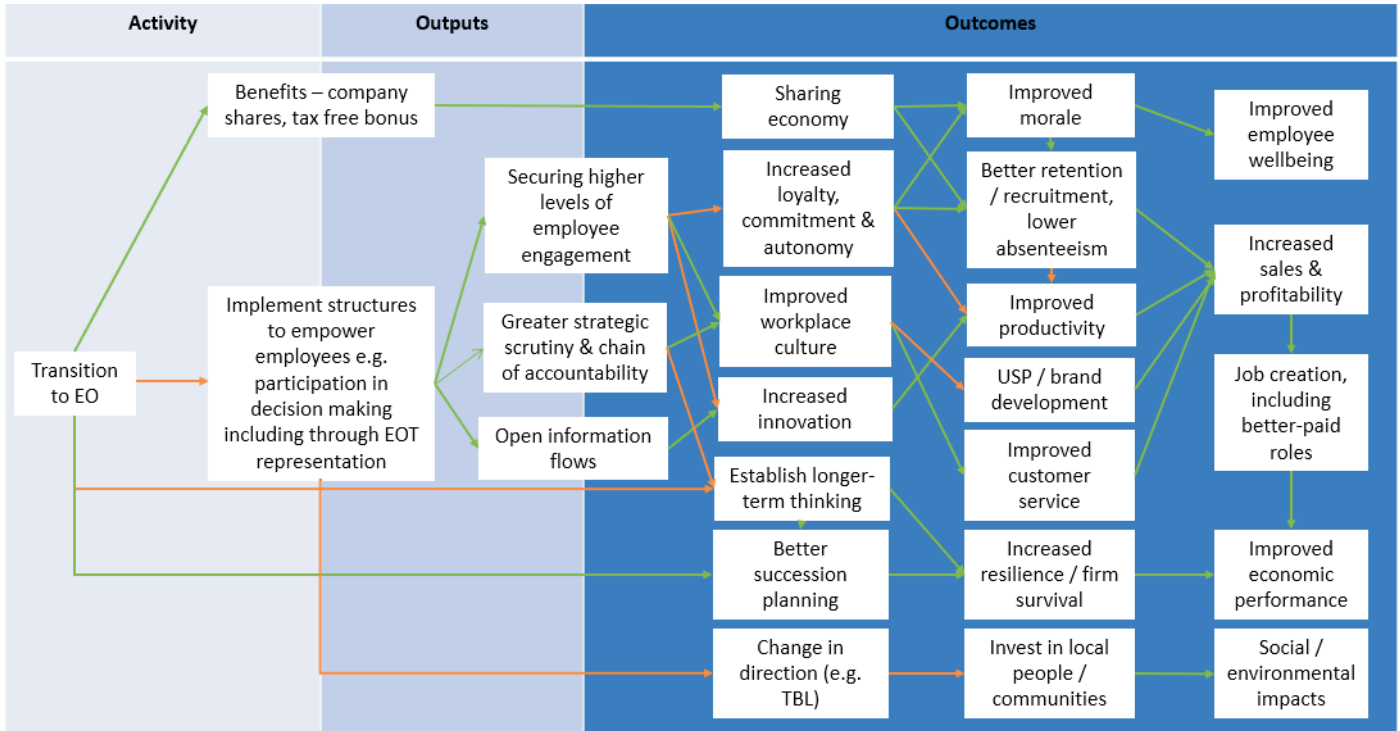 Activity
Outputs
Outcomes
Transition
to EO
Benefits – company
shares, tax free bonus
Implement structures
to empower
employees e.g.
participation in
decision making
including through EOT
representation
Securing higher
levels of
employee
engagement
Greater strategic
scrutiny & chain
of accountability
Open information
flows
Sharing
economy
Increased
loyalty,
commitment &
autonomy
Improved
workplace
culture
Increased
innovation
Establish longer-
term thinking
Better
succession
planning
Change in
direction (e.g.
TBL)
Improved
morale
Better retention
/ recruitment,
lower
absenteeism
Improved
productivity
USP / brand
development
Improved
customer
service
Increased
resilience / firm
survival
Invest in local
people /
communities
Improved
employee
wellbeing
Increased
sales &
profitability
Job creation,
including
better-paid
roles
Improved
economic
performance
Social /
environmental
impacts